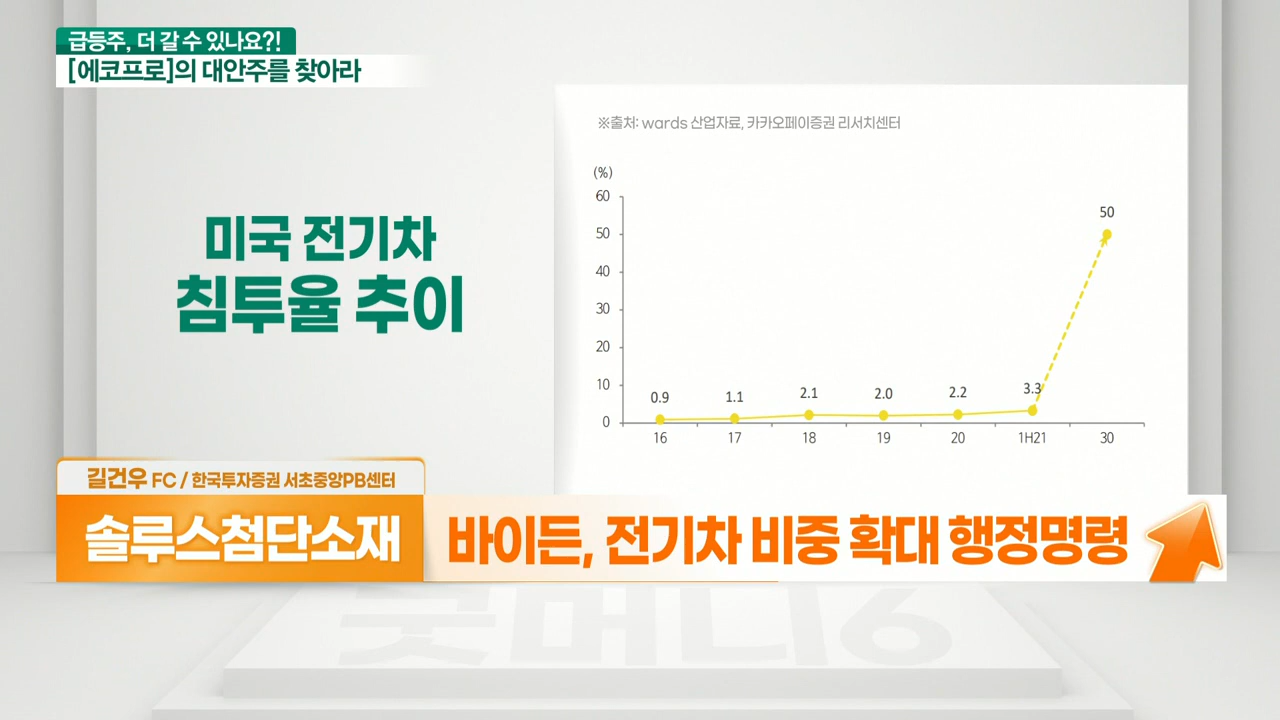 급등주, 더 갈 수 있나요?!
[에코프로]의 대안주를 찾아라
※출처: wards 산업자료, 카카오페이증권 리서치센터
미국 전기차
침투율 추이
(%)
60
50
40
30
20
10
0
0.9
1.1
2.1
2.0
2.2
3.3
50
16
17
18
19
20
1H21
30
길건우 FC / 한국투자증권 서초중앙PB센터
솔루스첨단소재
바이든, 전기차 비중 확대 행정명령
굿머니6